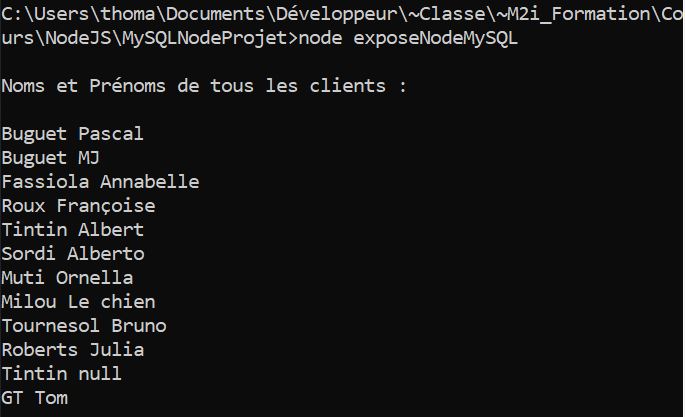 C:\Users\thoma\Documents\Développeur\~Classe\~M2i_Formation\Co
urs\NodeJS\MySQLNodeProjet>node exposeNodeMySQL
Noms et Prénoms de tous les clients :
Buguet Pascal
Buguet MJ
Fassiola Annabelle
Roux Françoise
Tintin Albert
Sordi Alberto
Muti Ornella
Milou Le chien
Tournesol Bruno
Roberts Julia
Tintin null
GT Tom